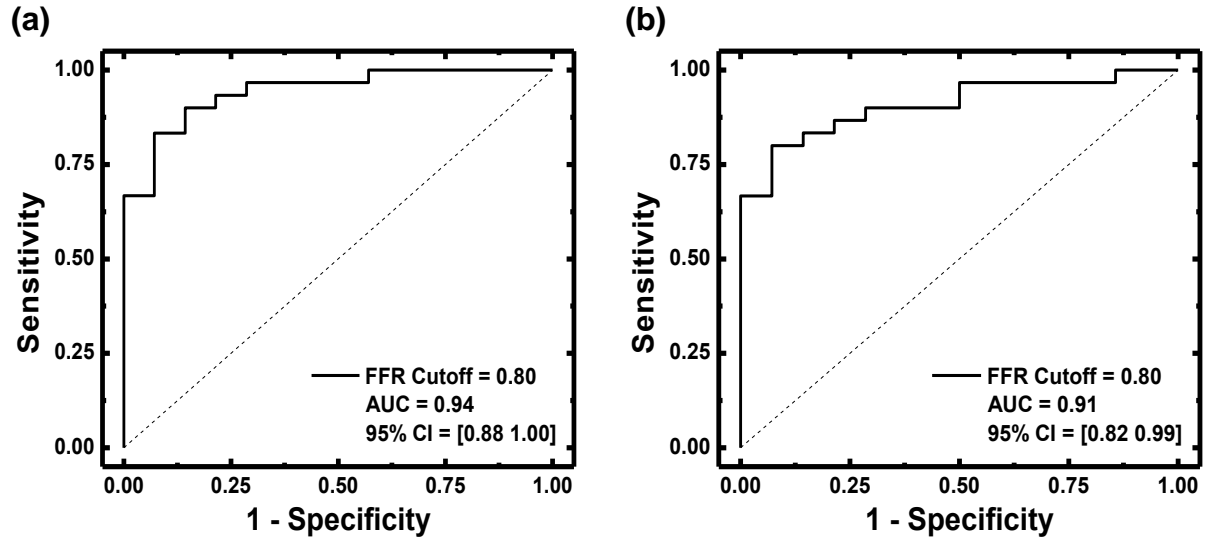 (a)
Sensitivity
1.00
0.75
0.50
0.25
0.00
FFR Cutoff = 0.80
AUC = 0.94
95% CI = [0.88 1.00]
0.00 0.25 0.50 0.75 1.00
1 - Specificity
(b)
Sensitivity
1.00
0.75
0.50
0.25
0.00
FFR Cutoff = 0.80
AUC = 0.91
95% CI = [0.82 0.99]
0.00 0.25 0.50 0.75 1.00
1 - Specificity